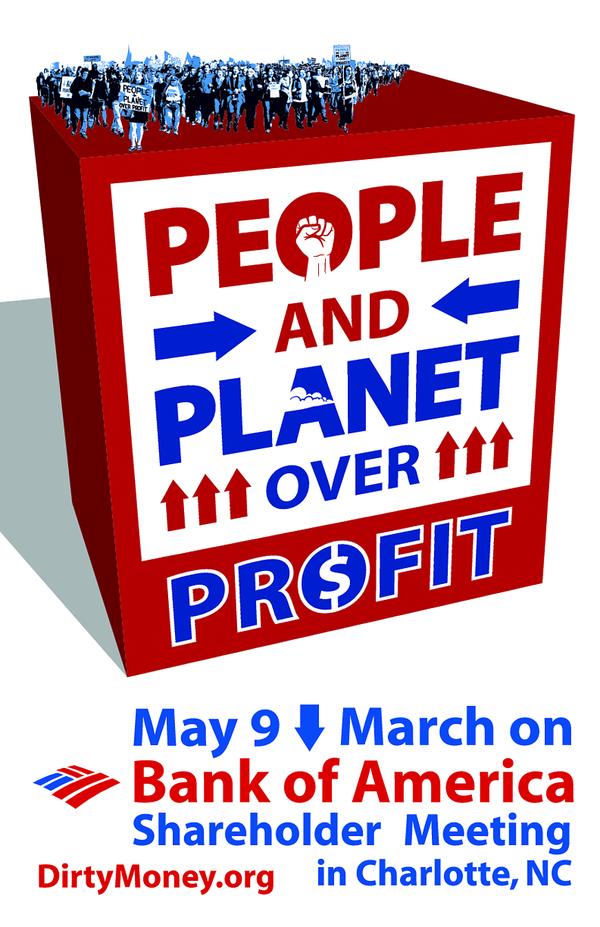 PEOPLE
& PLANET
OVER PROFIT
PEOPLE
AND
PLANET
OVER
PROFIT
May 9 March on
Bank of America
Shareholder Meeting
DirtyMoney.org in Charlotte, NC